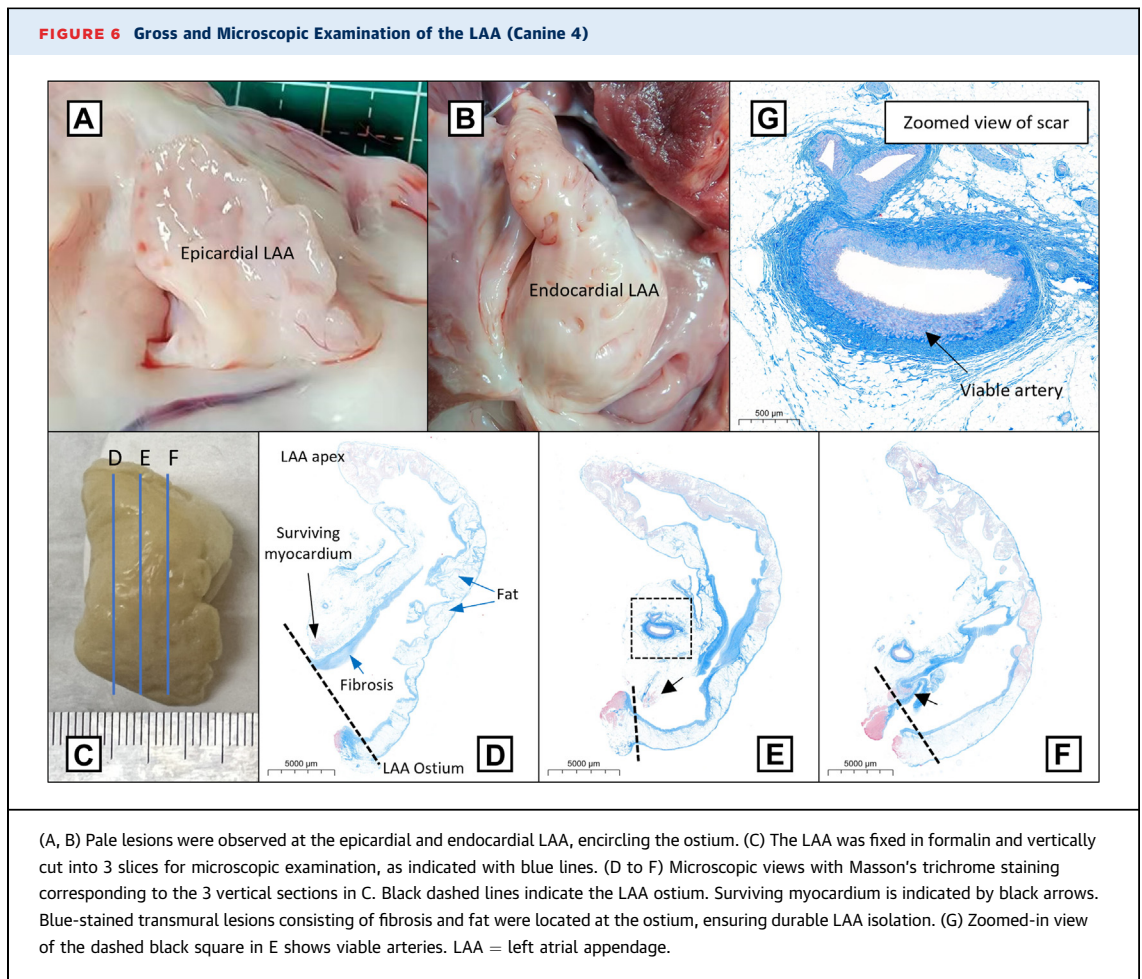 FIGURE 6 Gross and Microscopic Examination of the LAA (Canine 4)
A
Epicardial LAA
B
Endocardial LAA
G
Zoomed view of scar
Viable artery
500 µm
D E F
C
LAA apex
Surviving
myocardium
Fat
Fibrosis
LAA Ostium
5000 µm
D
5000 µm
E
5000 µm
F
(A, B) Pale lesions were observed at the epicardial and endocardial LAA, encircling the ostium. (C) The LAA was fixed in formalin and vertically
cut into 3 slices for microscopic examination, as indicated with blue lines. (D to F) Microscopic views with Masson's trichrome staining
corresponding to the 3 vertical sections in C. Black dashed lines indicate the LAA ostium. Surviving myocardium is indicated by black arrows.
Blue-stained transmural lesions consisting of fibrosis and fat were located at the ostium, ensuring durable LAA isolation. (G) Zoomed-in view
of the dashed black square in E shows viable arteries. LAA = left atrial appendage.